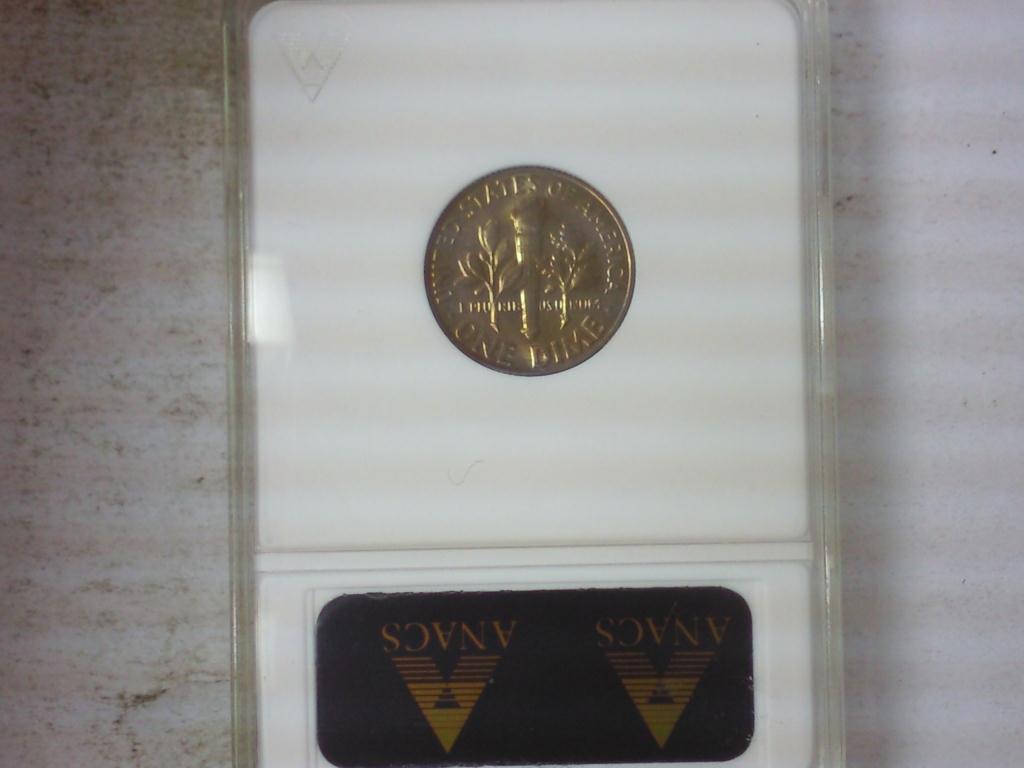 UNITED STATES OF AMERICA
E PLURIBUS UNUM
ONE DIME
ANACS ANACS